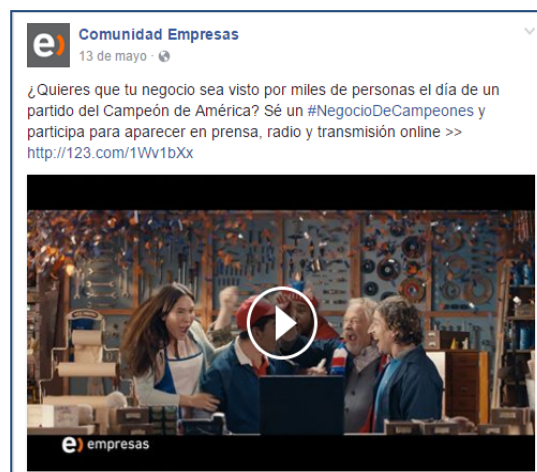 e)
Comunidad Empresas
13 de mayo ·
¿Quieres que tu negocio sea visto por miles de personas el día de un
partido del Campeón de América? Sé un #NegocioDeCampeones y
participa para aparecer en prensa, radio y transmisión online >>
http://123.com/1Wv1bXx
e) empresas